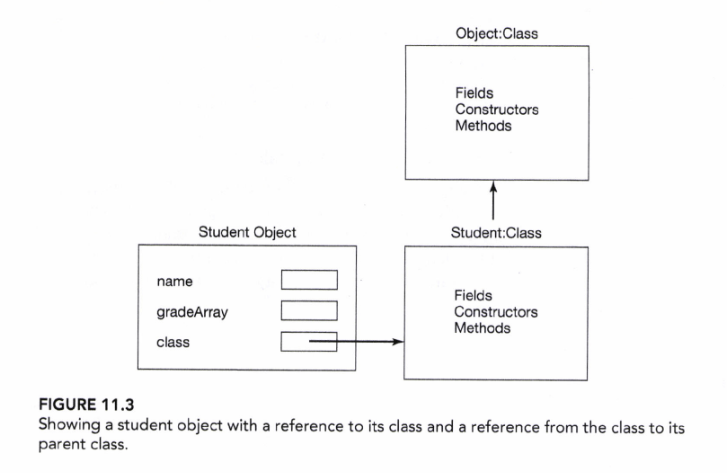 Object:Class
Fields
Constructors
Methods
Student Object
name
gradeArray
class
Student:Class
Fields
Constructors
Methods
FIGURE 11.3
Showing a student object with a reference to its class and a reference from the class to its
parent class.